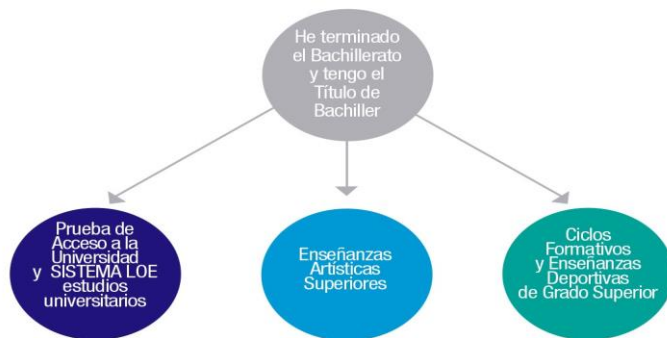 He terminado
el Bachillerato
y tengo el
Título de
Bachiller
Prueba de
Acceso a la
Universidad
y SISTEMA LOE
estudios
universitarios
Enseñanzas
Artísticas
Superiores
Ciclos
Formativos
y Enseñanzas
Deportivas
de Grado Superior